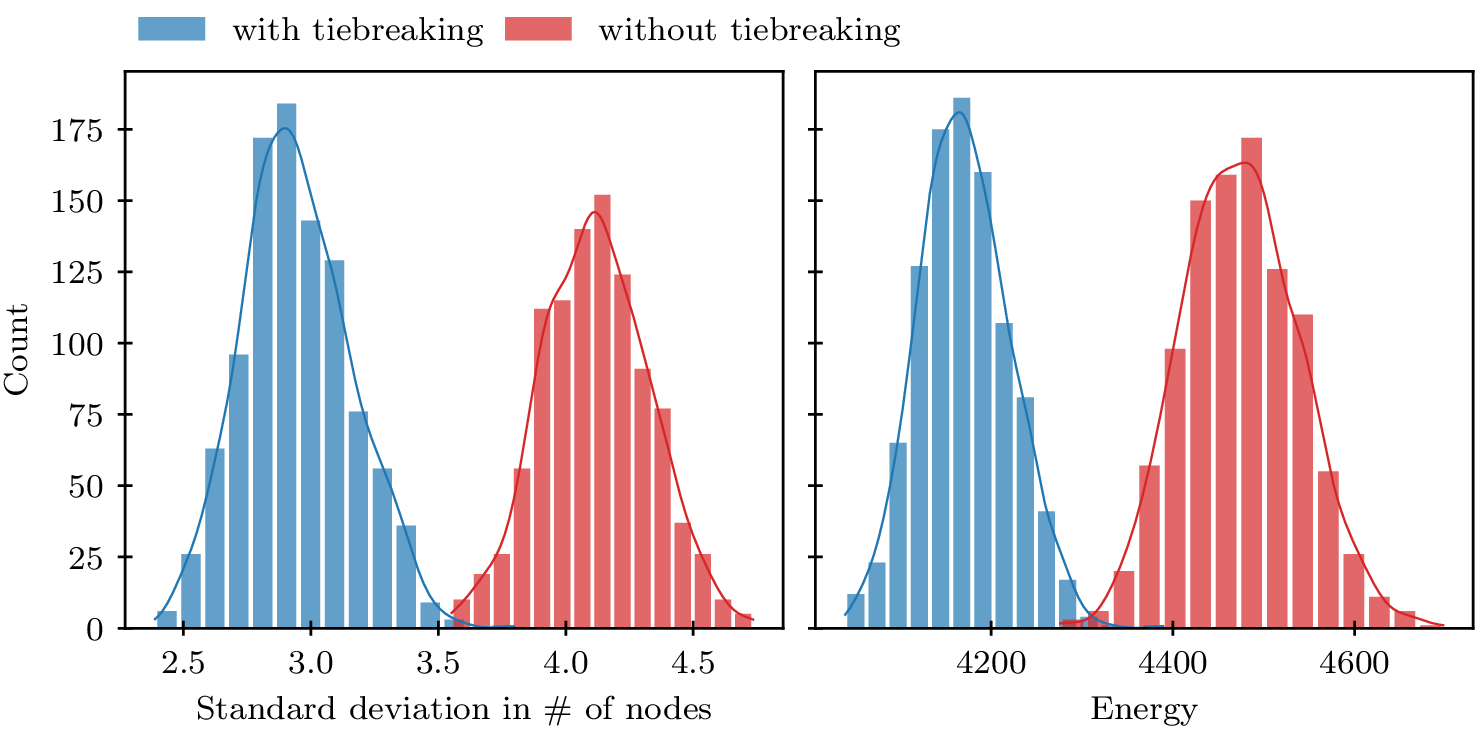 with tiebreaking without tiebreaking
Count
175
150
125
100
75
50
25
0
2.5 3.0 3.5 4.0 4.5
Standard deviation in # of nodes
4200 4400 4600
Energy